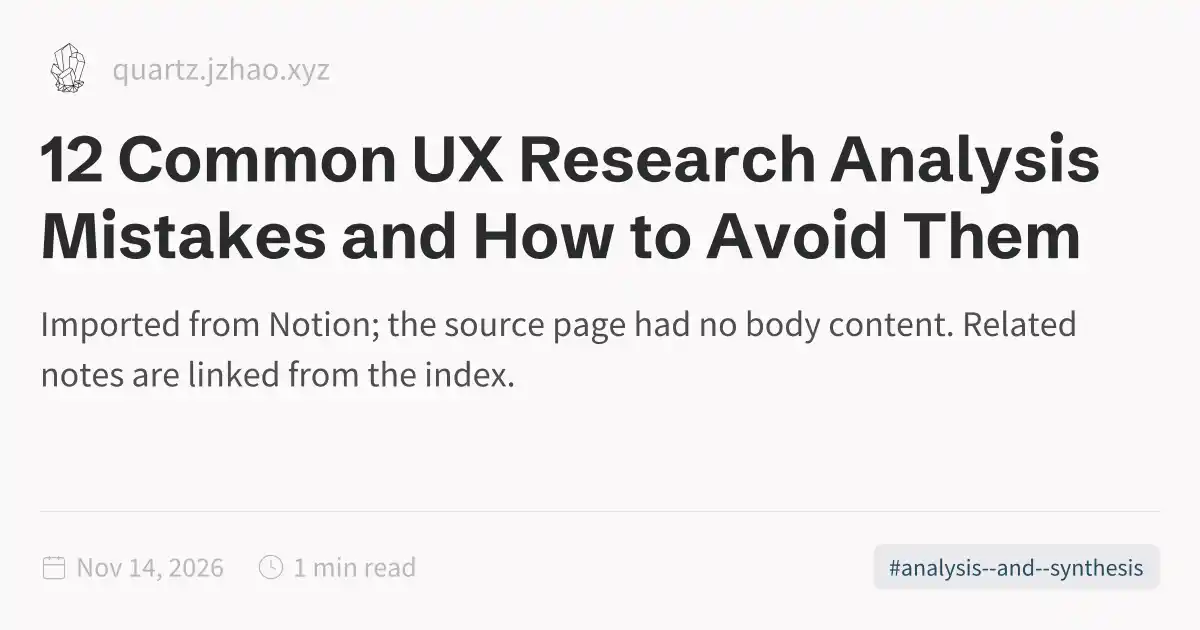 quartz.jzhao.xyz
12 Common UX Research Analysis
Mistakes and How to Avoid Them
Imported from Notion; the source page had no body content. Related
notes are linked from the index.
Nov 14, 2026
1 min read
#analysis--and--synthesis